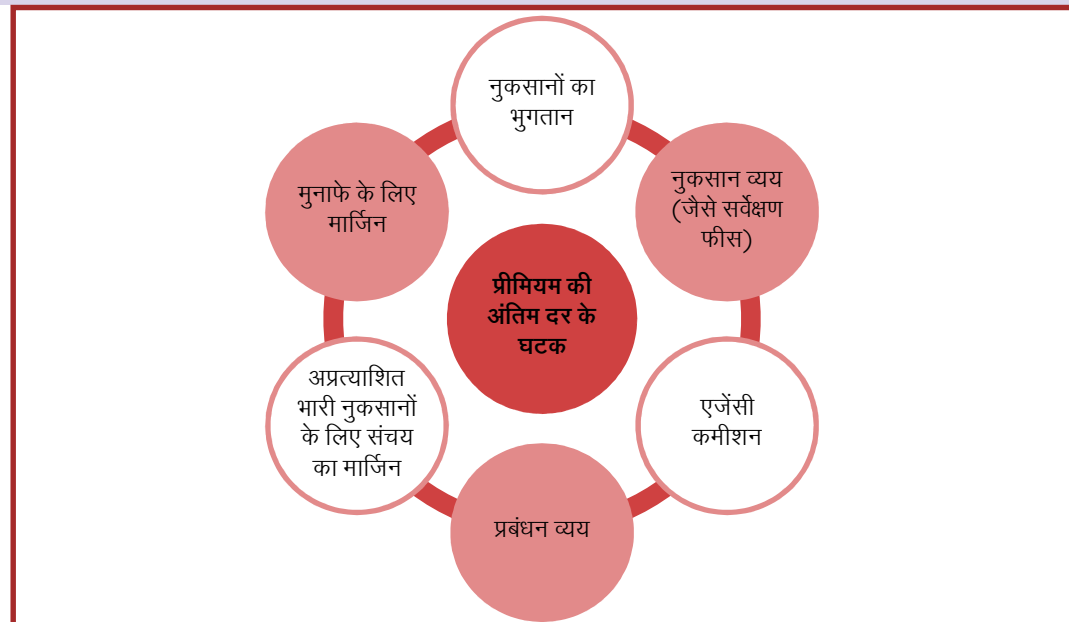 नुकसानों का
भुगतान
नुकसान व्यय
(जैसे सर्वेक्षण
फीस)
एजेंसी
कमीशन
प्रबंधन व्यय
अप्रत्याशित
भारी नुकसानों
के लिए संचय
का मार्जिन
मुनाफे के लिए
मार्जिन
प्रीमियम की
अंतिम दर के
घटक